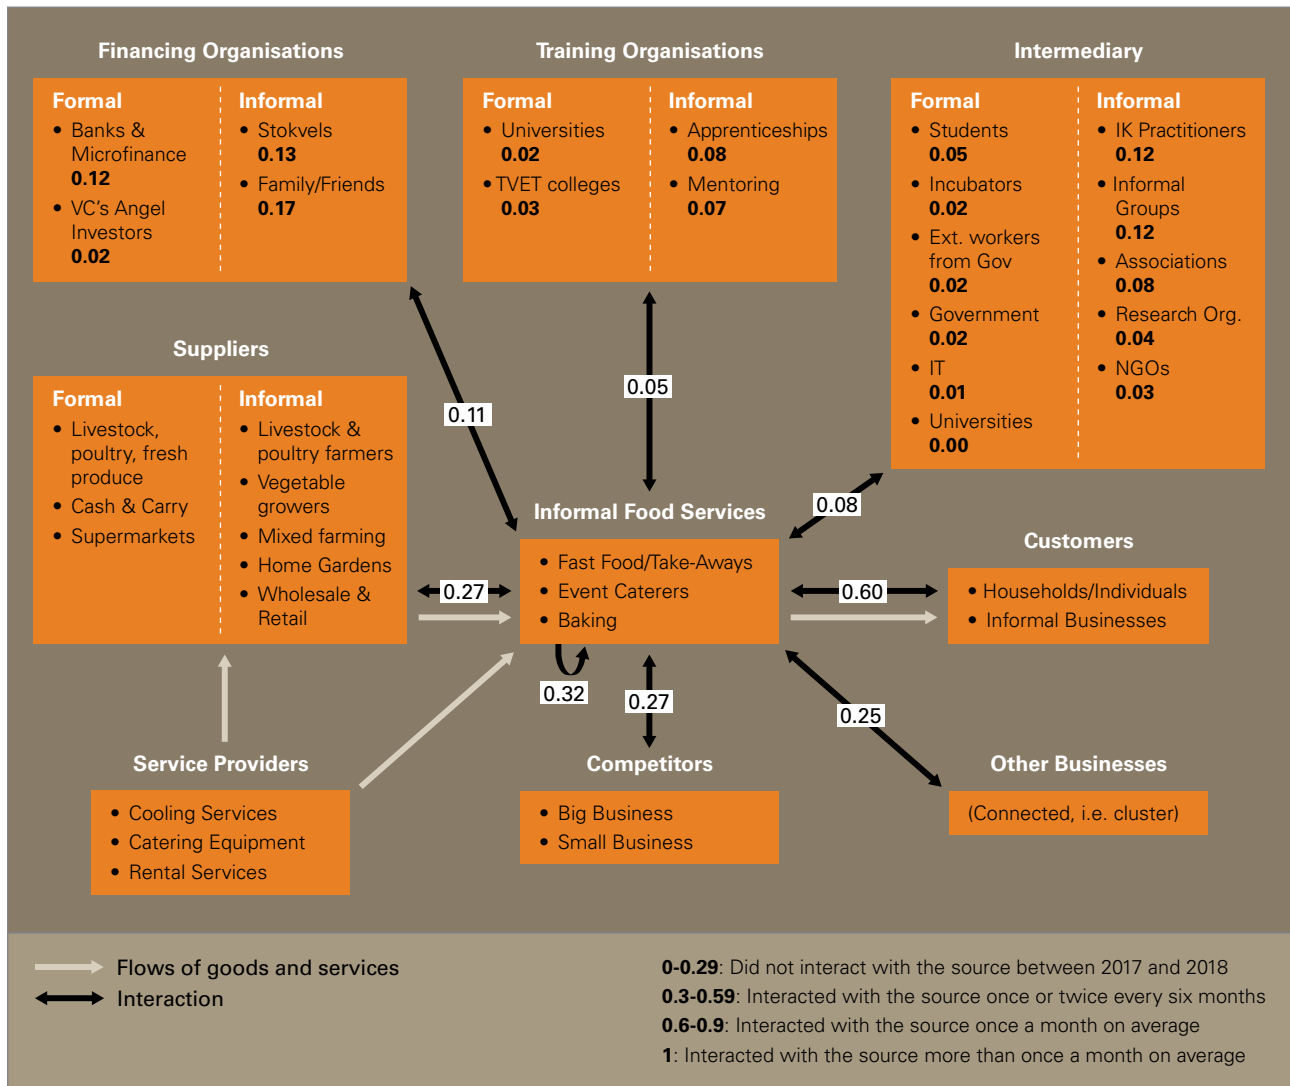 Financing Organisations
Formal
• Banks &
Microfinance
0.12
• VC's Angel
Investors
0.02
Informal
• Stokvels
0.13
• Family/Friends
0.17
Training Organisations
Formal
• Universities
0.02
• TVET colleges
0.03
Informal
• Apprenticeships
0.08
• Mentoring
0.07
Intermediary
Formal
• Students
0.05
• Incubators
0.02
• Ext. workers
from Gov
0.02
• Government
0.02
• IT
0.01
• Universities
0.00
Informal
• IK Practitioners
0.12
• Informal
Groups
0.12
• Associations
0.08
• Research Org.
0.04
• NGOs
0.03
Suppliers
Formal
• Livestock,
poultry, fresh
produce
• Cash & Carry
• Supermarkets
Informal
• Livestock &
poultry farmers
• Vegetable
growers
• Mixed farming
• Home Gardens
• Wholesale &
Retail
0.11
0.05
0.08
Informal Food Services
• Fast Food/Take-Aways
• Event Caterers
• Baking
0.27
0.60
Customers
• Households/Individuals
• Informal Businesses
0.32
0.27
0.25
Service Providers
• Cooling Services
• Catering Equipment
• Rental Services
Competitors
• Big Business
• Small Business
Other Businesses
(Connected, i.e. cluster)
Flows of goods and services
Interaction
0-0.29: Did not interact with the source between 2017 and 2018
0.3-0.59: Interacted with the source once or twice every six months
0.6-0.9: Interacted with the source once a month on average
1: Interacted with the source more than once a month on average